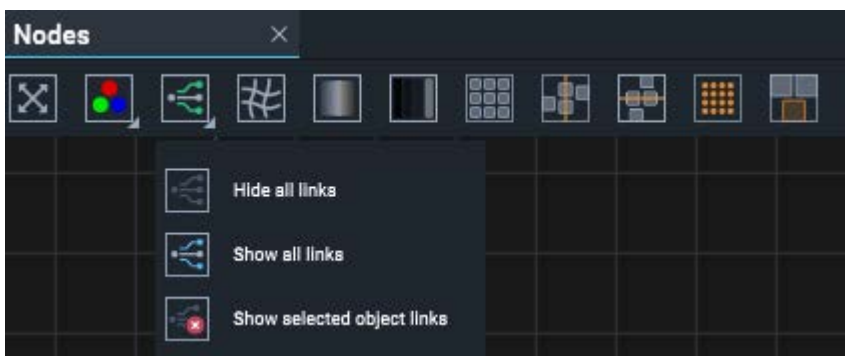 Nodes
Hide all links
Show all links
Show selected object links